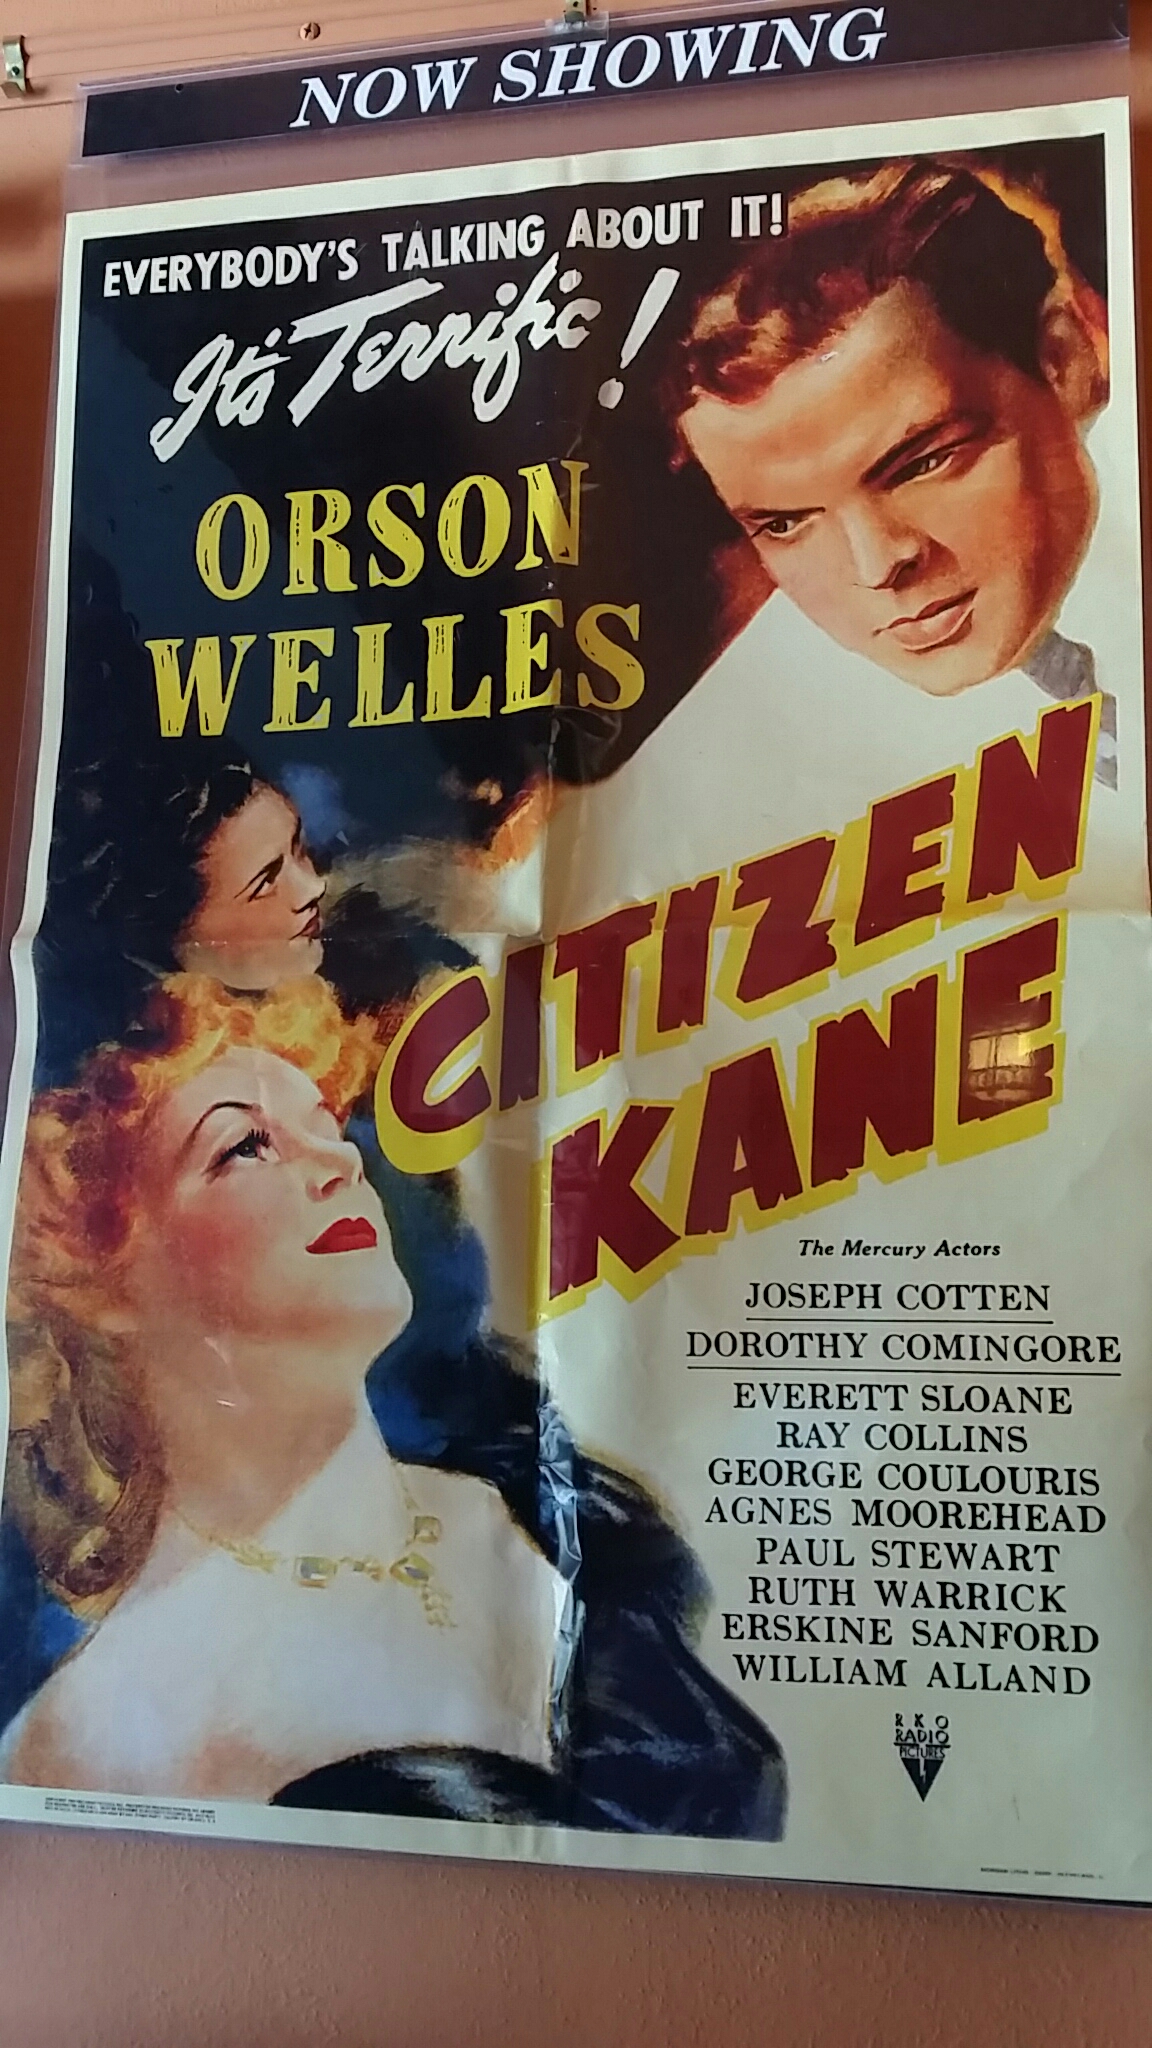 NOW SHOWING
EVERYBODY'S TALKING ABOUT IT!
It's Terrific!
ORSON
WELLES
CITIZEN
KANE
The Mercury Actors
JOSEPH COTTEN
DOROTHY COMINGORE
EVERETT SLOANE
RAY COLLINS
GEORGE COULOURIS
AGNES MOOREHEAD
PAUL STEWART
RUTH WARRICK
ERSKINE SANFORD
WILLIAM ALLAND
RKO
RADIO
PICTURES